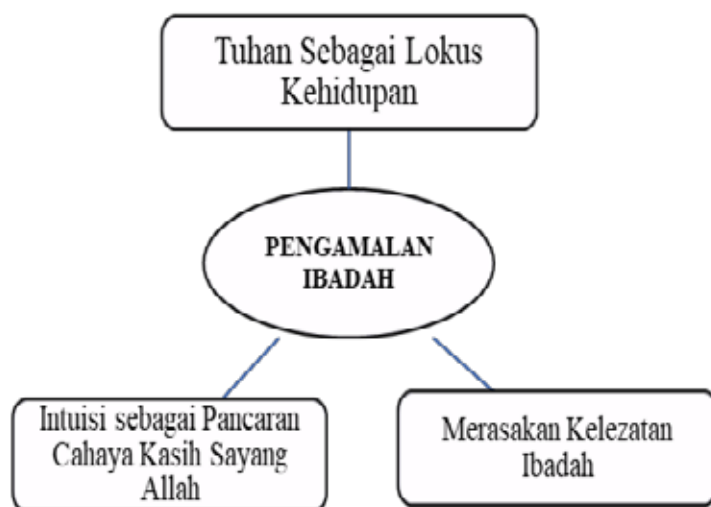 Tuhan Sebagai Lokus
Kehidupan
PENGAMALAN
IBADAH
Intuisi sebagai Pancaran
Cahaya Kasih Sayang
Allah
Merasakan Kelezatan
Ibadah